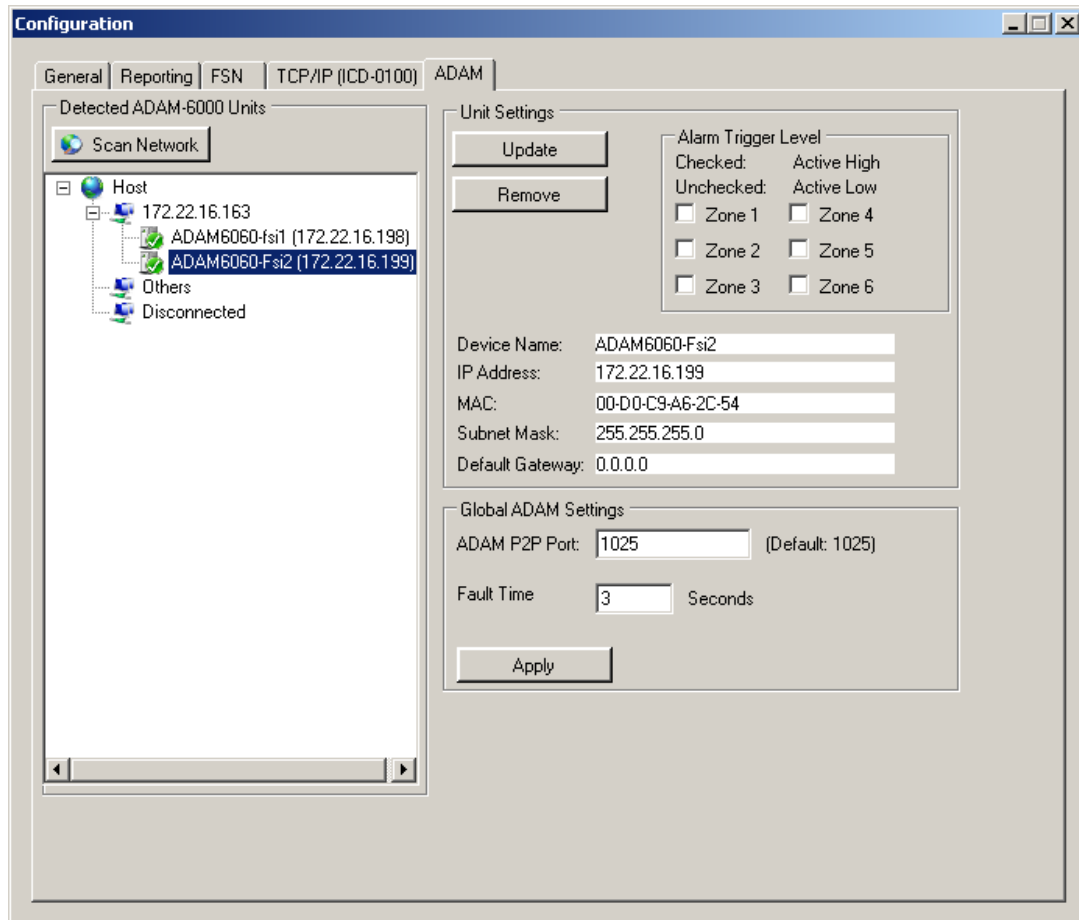 Configuration
General Reporting FSN TCP/IP (ICD-0100) ADAM
Detected ADAM-6000 Units
Scan Network
Host
172.22.16.163
ADAM6060-fsi1 (172.22.16.198)
ADAM6060-Fsi2 (172.22.16.199)
Others
Disconnected
Unit Settings
Update
Remove
Alarm Trigger Level
Checked: Active High
Unchecked: Active Low
Zone 1 Zone 4
Zone 2 Zone 5
Zone 3 Zone 6
Device Name: ADAM6060-Fsi2
IP Address: 172.22.16.199
MAC: 00-D0-C9-A6-2C-54
Subnet Mask: 255.255.255.0
Default Gateway: 0.0.0.0
Global ADAM Settings
ADAM P2P Port: 1025 (Default: 1025)
Fault Time 3 Seconds
Apply